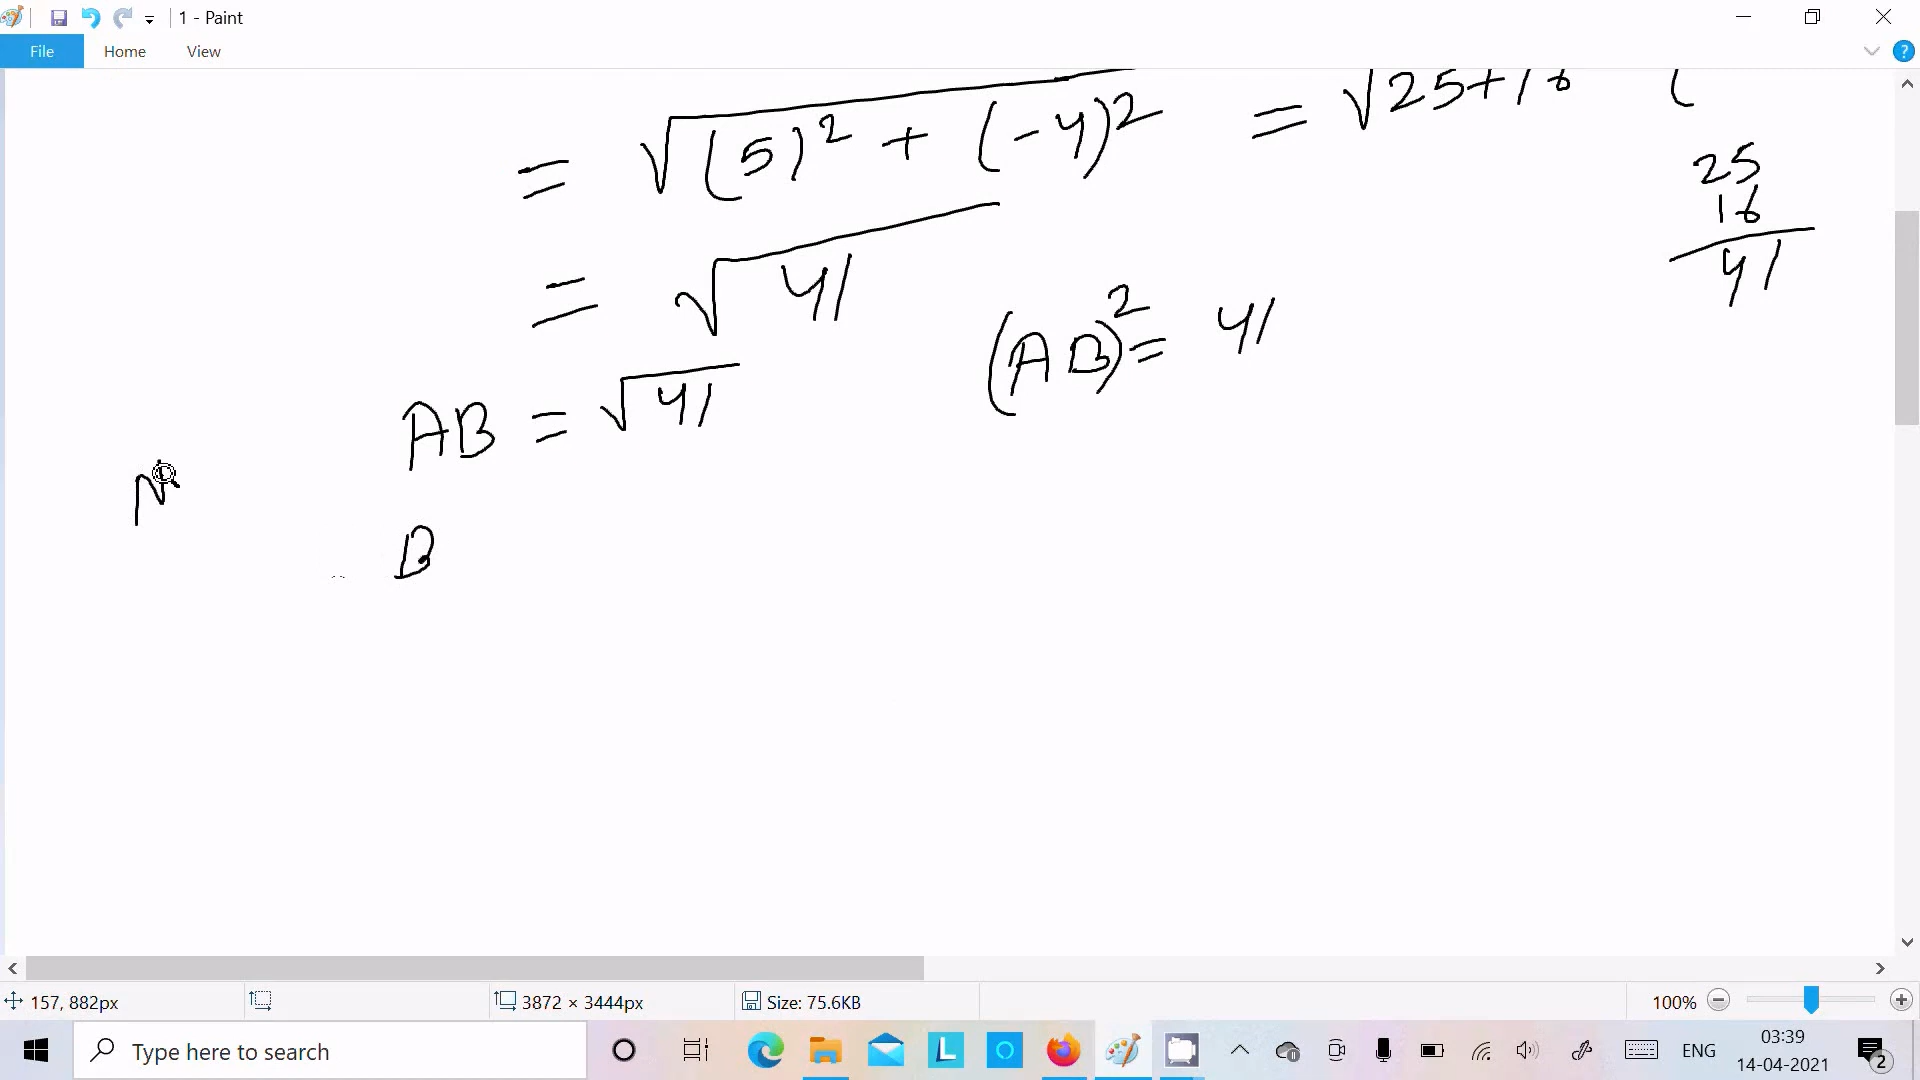 1 - Paint
File Home View
= √(5)² + (-4)² = √25+16 (
25
16
41
= √41
(AB)² = 41
AB = √41
N
B
157, 882px
3872 × 3444px
Size: 75.6KB
100%
Type here to search
L
ENG
03:39
14-04-2021
2